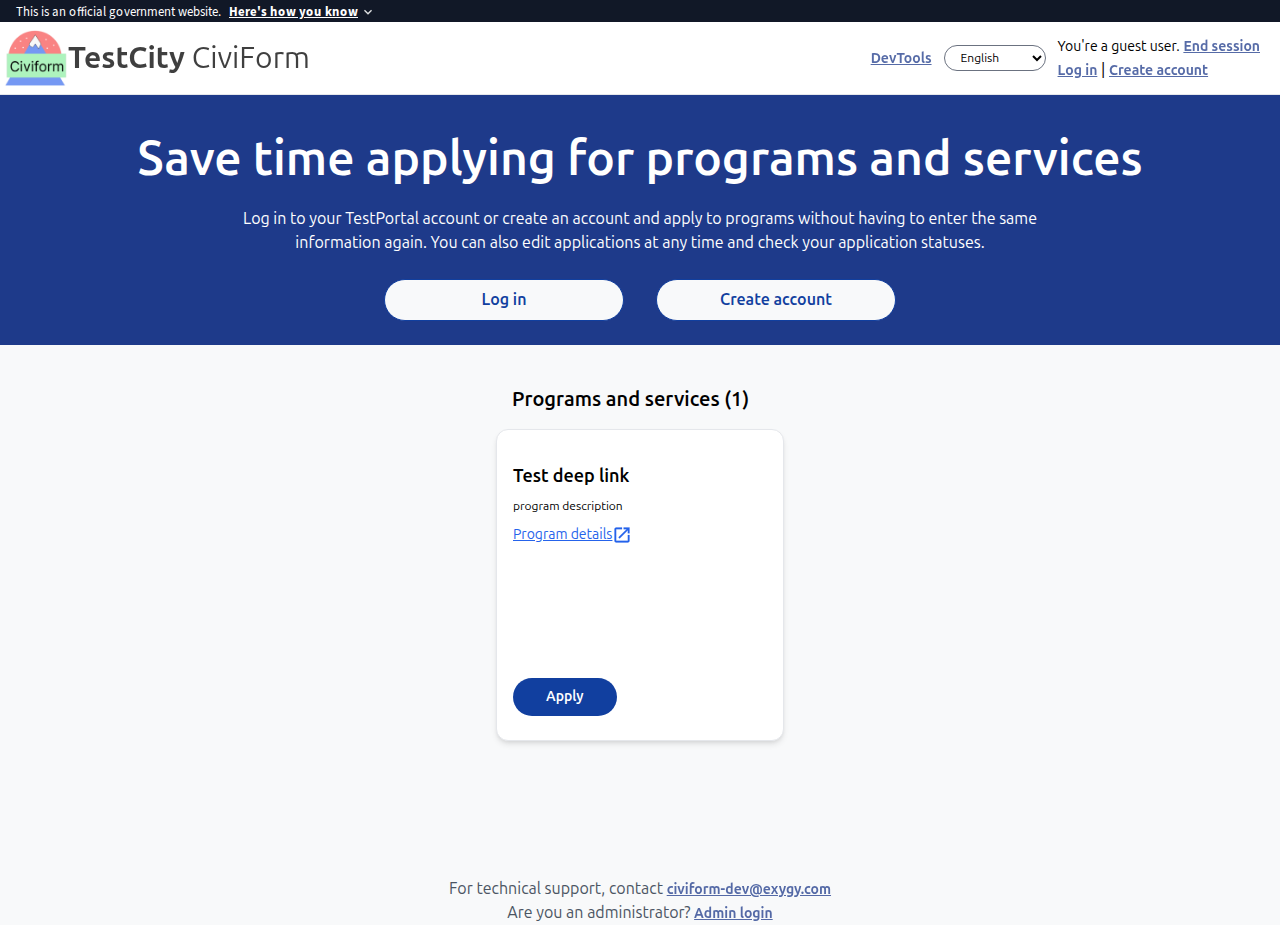 This is an official government website. Here's how you know
Civiform
TestCity CiviForm
DevTools
English
You're a guest user. End session
Log in | Create account
Save time applying for programs and services
Log in to your TestPortal account or create an account and apply to programs without having to enter the same
information again. You can also edit applications at any time and check your application statuses.
Log in
Create account
Programs and services (1)
Test deep link
program description
Program details
Apply
For technical support, contact civiform-dev@exygy.com
Are you an administrator? Admin login